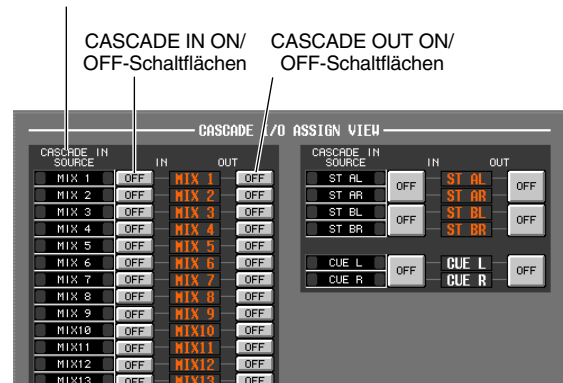 CASCADE IN ON/
OFF-Schaltflächen
CASCADE OUT ON/
OFF-Schaltflächen
CASCADE I/O ASSIGN VIEW
CASCADE IN SOURCE IN OUT
MIX 1 OFF MIX 1 OFF
MIX 2 OFF MIX 2 OFF
MIX 3 OFF MIX 3 OFF
MIX 4 OFF MIX 4 OFF
MIX 5 OFF MIX 5 OFF
MIX 6 OFF MIX 6 OFF
MIX 7 OFF MIX 7 OFF
MIX 8 OFF MIX 8 OFF
MIX 9 OFF MIX 9 OFF
MIX10 OFF MIX10 OFF
MIX11 OFF MIX11 OFF
MIX12 OFF MIX12 OFF
MIX13 OFF MIX13 OFF
CASCADE IN SOURCE IN OUT
ST AL OFF ST AL OFF
ST AR ST AR
ST BL OFF ST BL OFF
ST BR ST BR
CUE L OFF CUE L OFF
CUE R CUE R